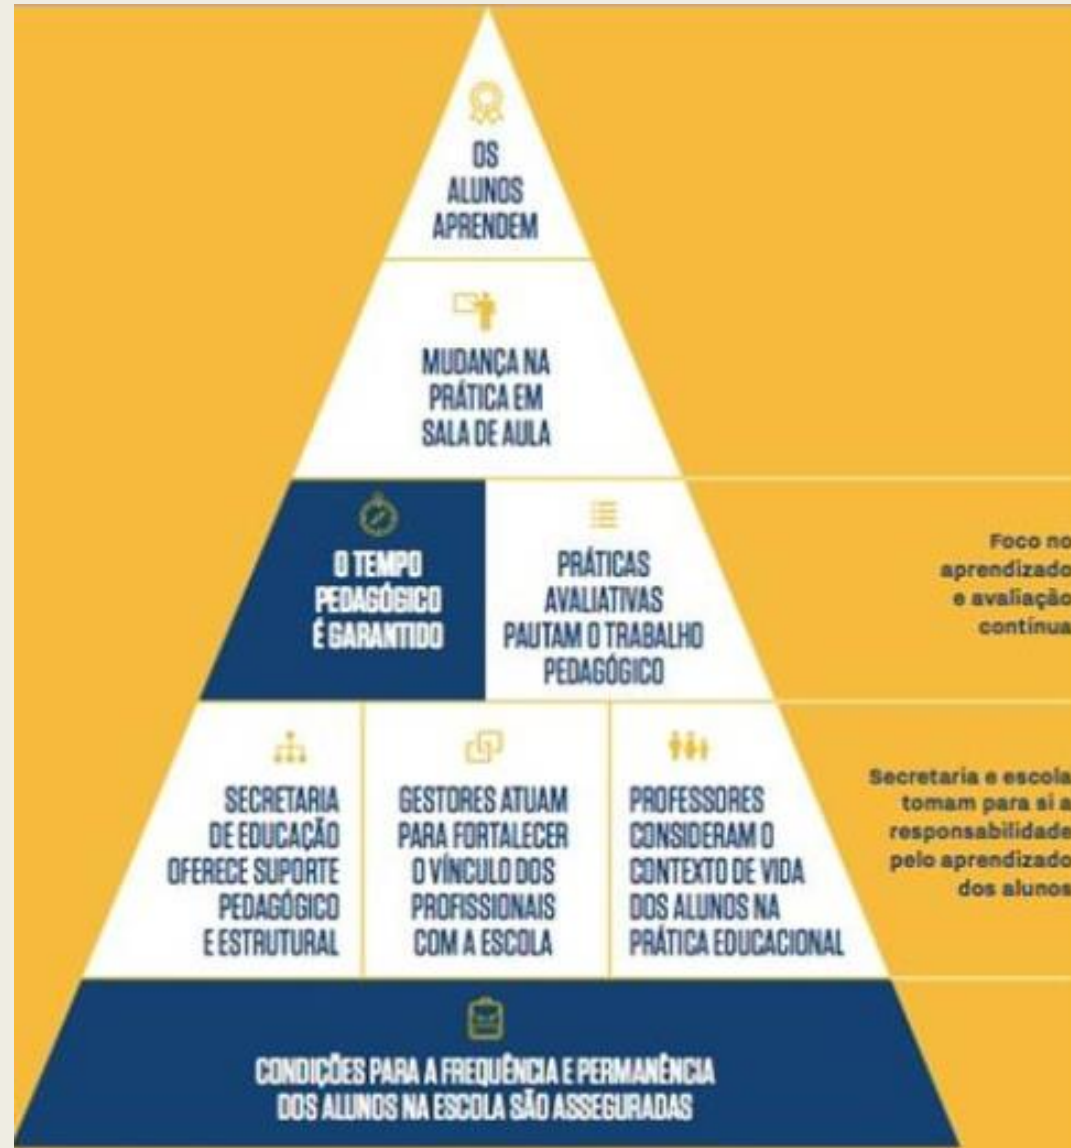 OS
ALUNOS
APRENDEM
MUDANÇA NA
PRÁTICA EM
SALA DE AULA
O TEMPO
PEDAGÓGICO
É GARANTIDO
PRÁTICAS
AVALIATIVAS
PAUTAM O TRABALHO
PEDAGÓGICO
Foco no
aprendizado
e avaliação
contínua
SECRETARIA
DE EDUCAÇÃO
OFERECE SUPORTE
PEDAGÓGICO
E ESTRUTURAL
GESTORES ATUAM
PARA FORTALECER
O VÍNCULO DOS
PROFISSIONAIS
COM A ESCOLA
PROFESSORES
CONSIDERAM O
CONTEXTO DE VIDA
DOS ALUNOS NA
PRÁTICA EDUCACIONAL
Secretaria e escola
tomam para si a
responsabilidade
pelo aprendizado
dos alunos
CONDIÇÕES PARA A FREQUÊNCIA E PERMANÊNCIA
DOS ALUNOS NA ESCOLA SÃO ASSEGURADAS